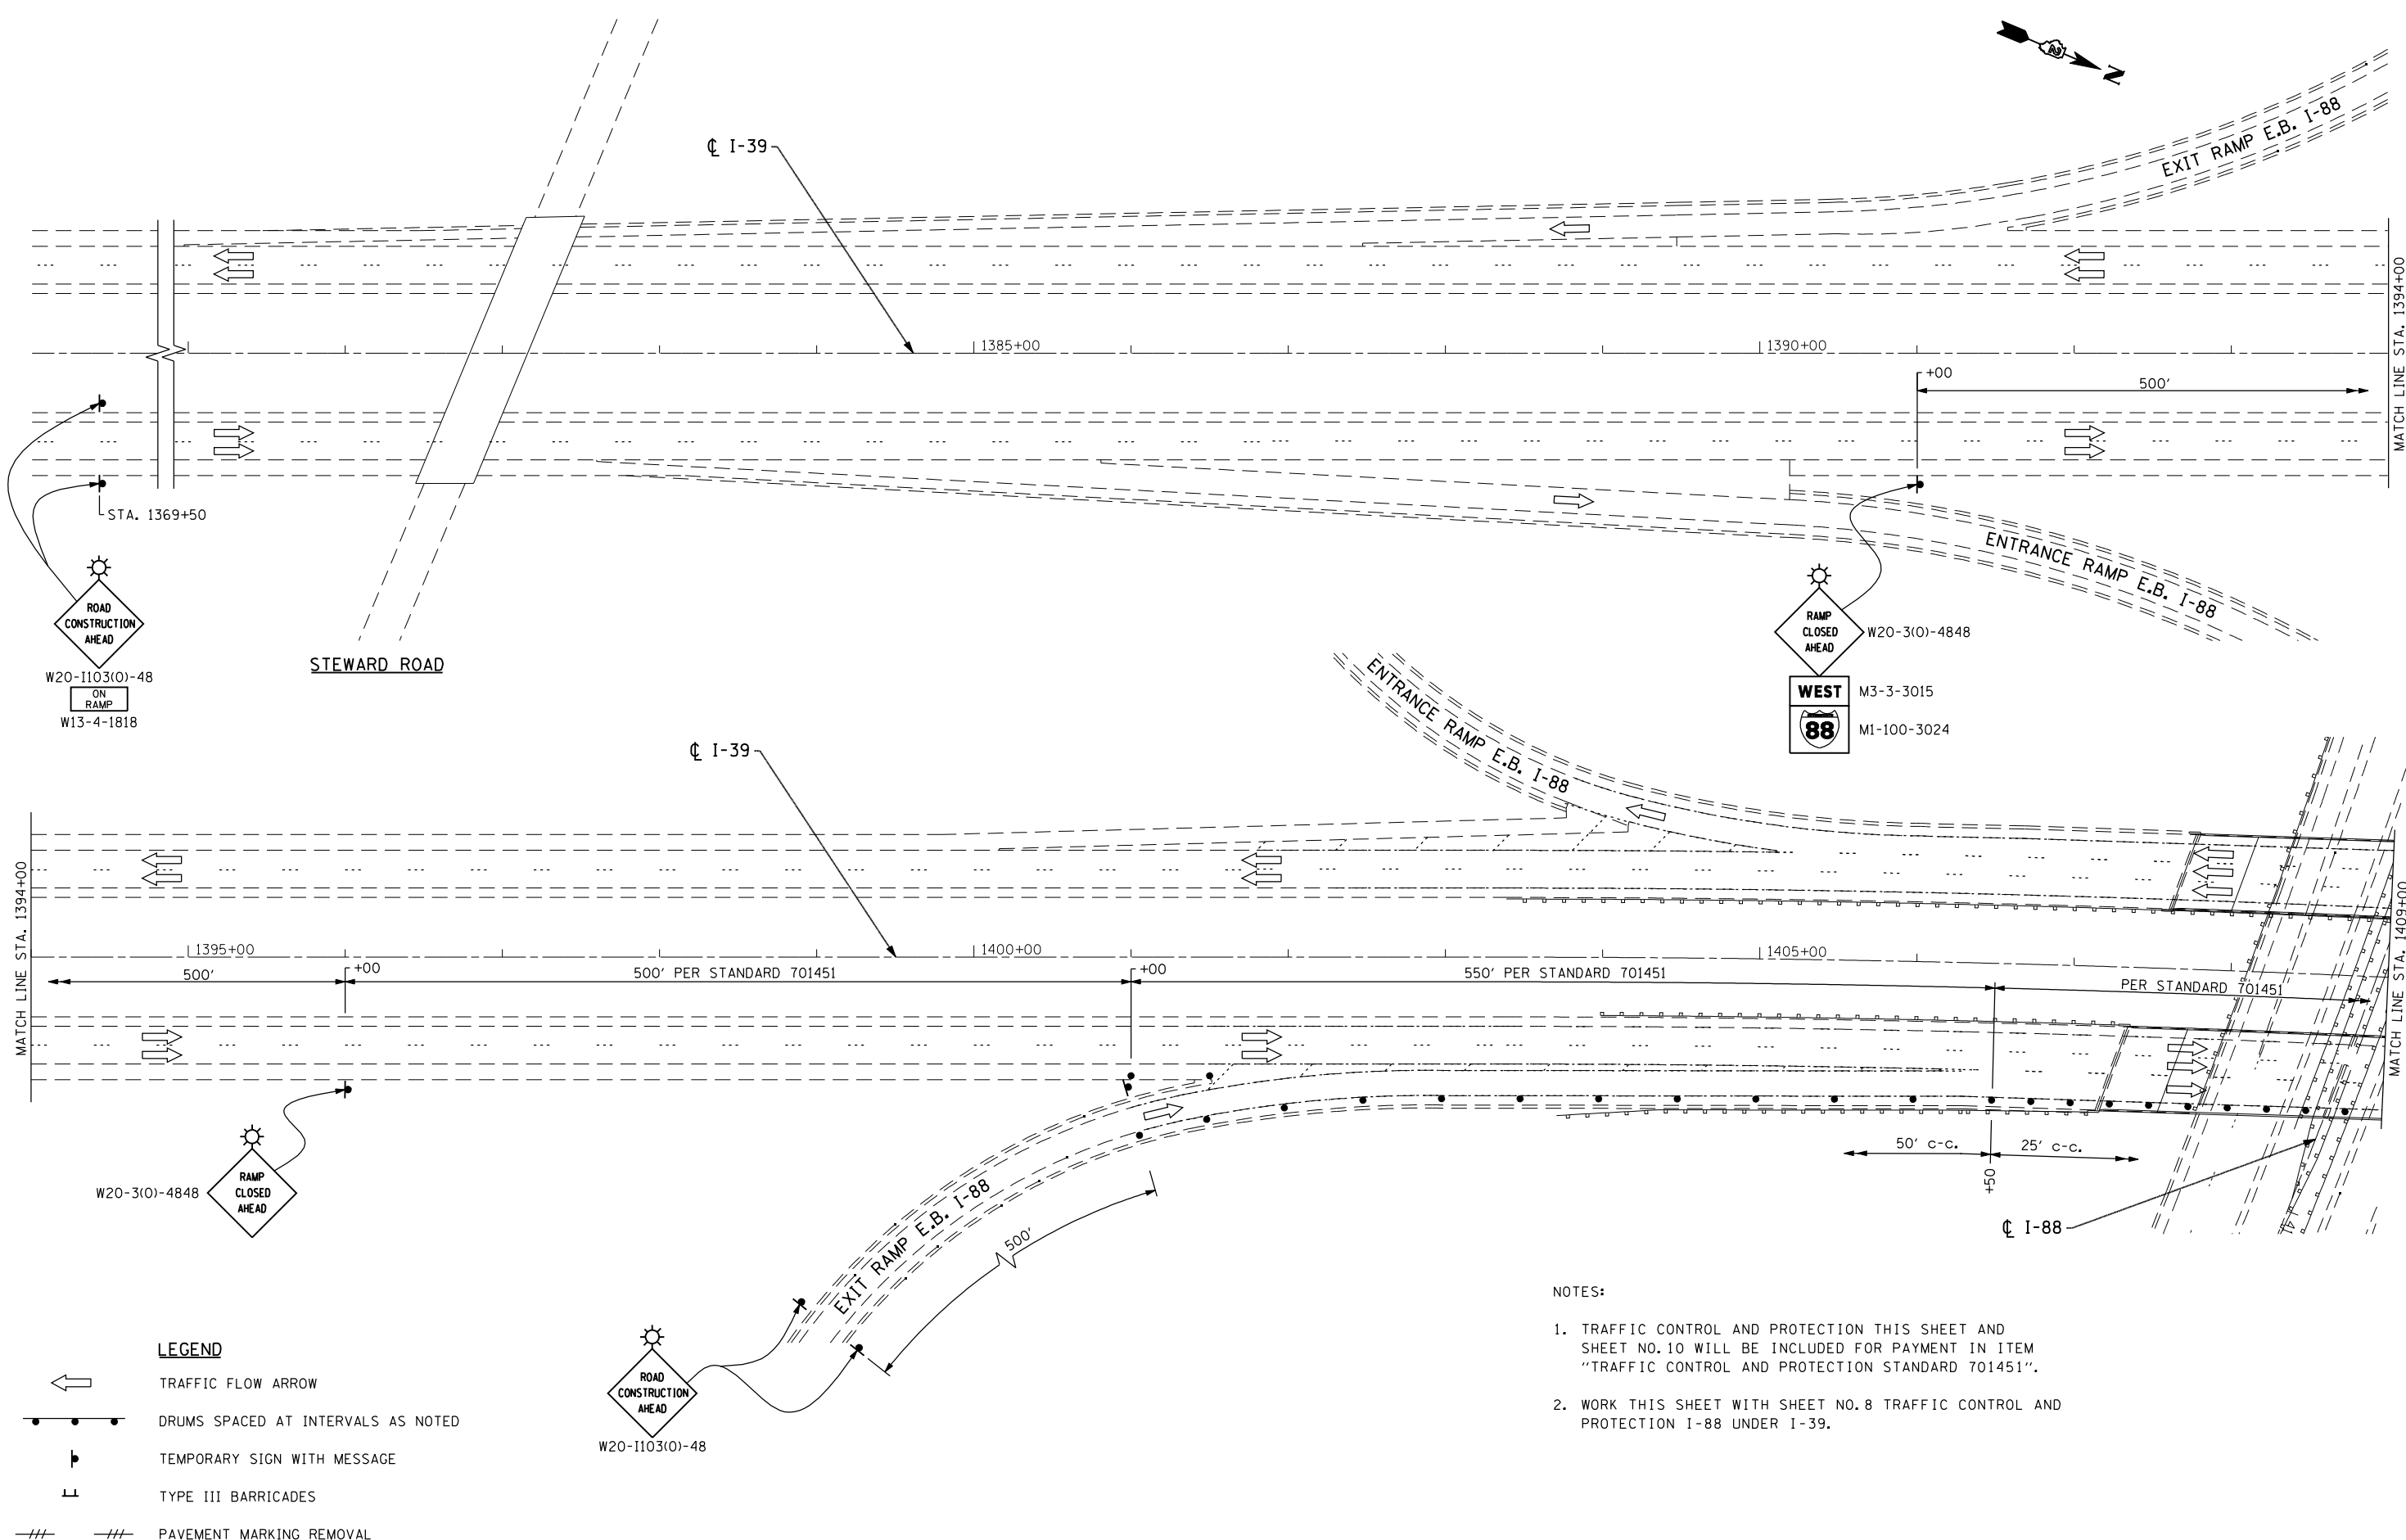 N
2
EXIT RAMP E.B. I-88
℄ I-39
1385+00
1390+00
+00
500'
MATCH LINE STA. 1394+00
STA. 1369+50
ROAD
CONSTRUCTION
AHEAD
W20-I103(O)-48
ON
RAMP
W13-4-1818
STEWARD ROAD
ENTRANCE RAMP E.B. I-88
RAMP
CLOSED
AHEAD
W20-3(O)-4848
WEST
M3-3-3015
88
M1-100-3024
℄ I-39
ENTRANCE RAMP E.B. I-88
MATCH LINE STA. 1394+00
1395+00
1400+00
1405+00
500'
+00
500' PER STANDARD 701451
+00
550' PER STANDARD 701451
PER STANDARD 701451
MATCH LINE STA. 1409+00
RAMP
CLOSED
AHEAD
W20-3(O)-4848
EXIT RAMP E.B. I-88
500'
50' c-c.
25' c-c.
+50
℄ I-88
ROAD
CONSTRUCTION
AHEAD
W20-I103(O)-48
LEGEND
TRAFFIC FLOW ARROW
DRUMS SPACED AT INTERVALS AS NOTED
TEMPORARY SIGN WITH MESSAGE
TYPE III BARRICADES
PAVEMENT MARKING REMOVAL
NOTES:
1. TRAFFIC CONTROL AND PROTECTION THIS SHEET AND
SHEET NO. 10 WILL BE INCLUDED FOR PAYMENT IN ITEM
"TRAFFIC CONTROL AND PROTECTION STANDARD 701451".
2. WORK THIS SHEET WITH SHEET NO. 8 TRAFFIC CONTROL AND
PROTECTION I-88 UNDER I-39.